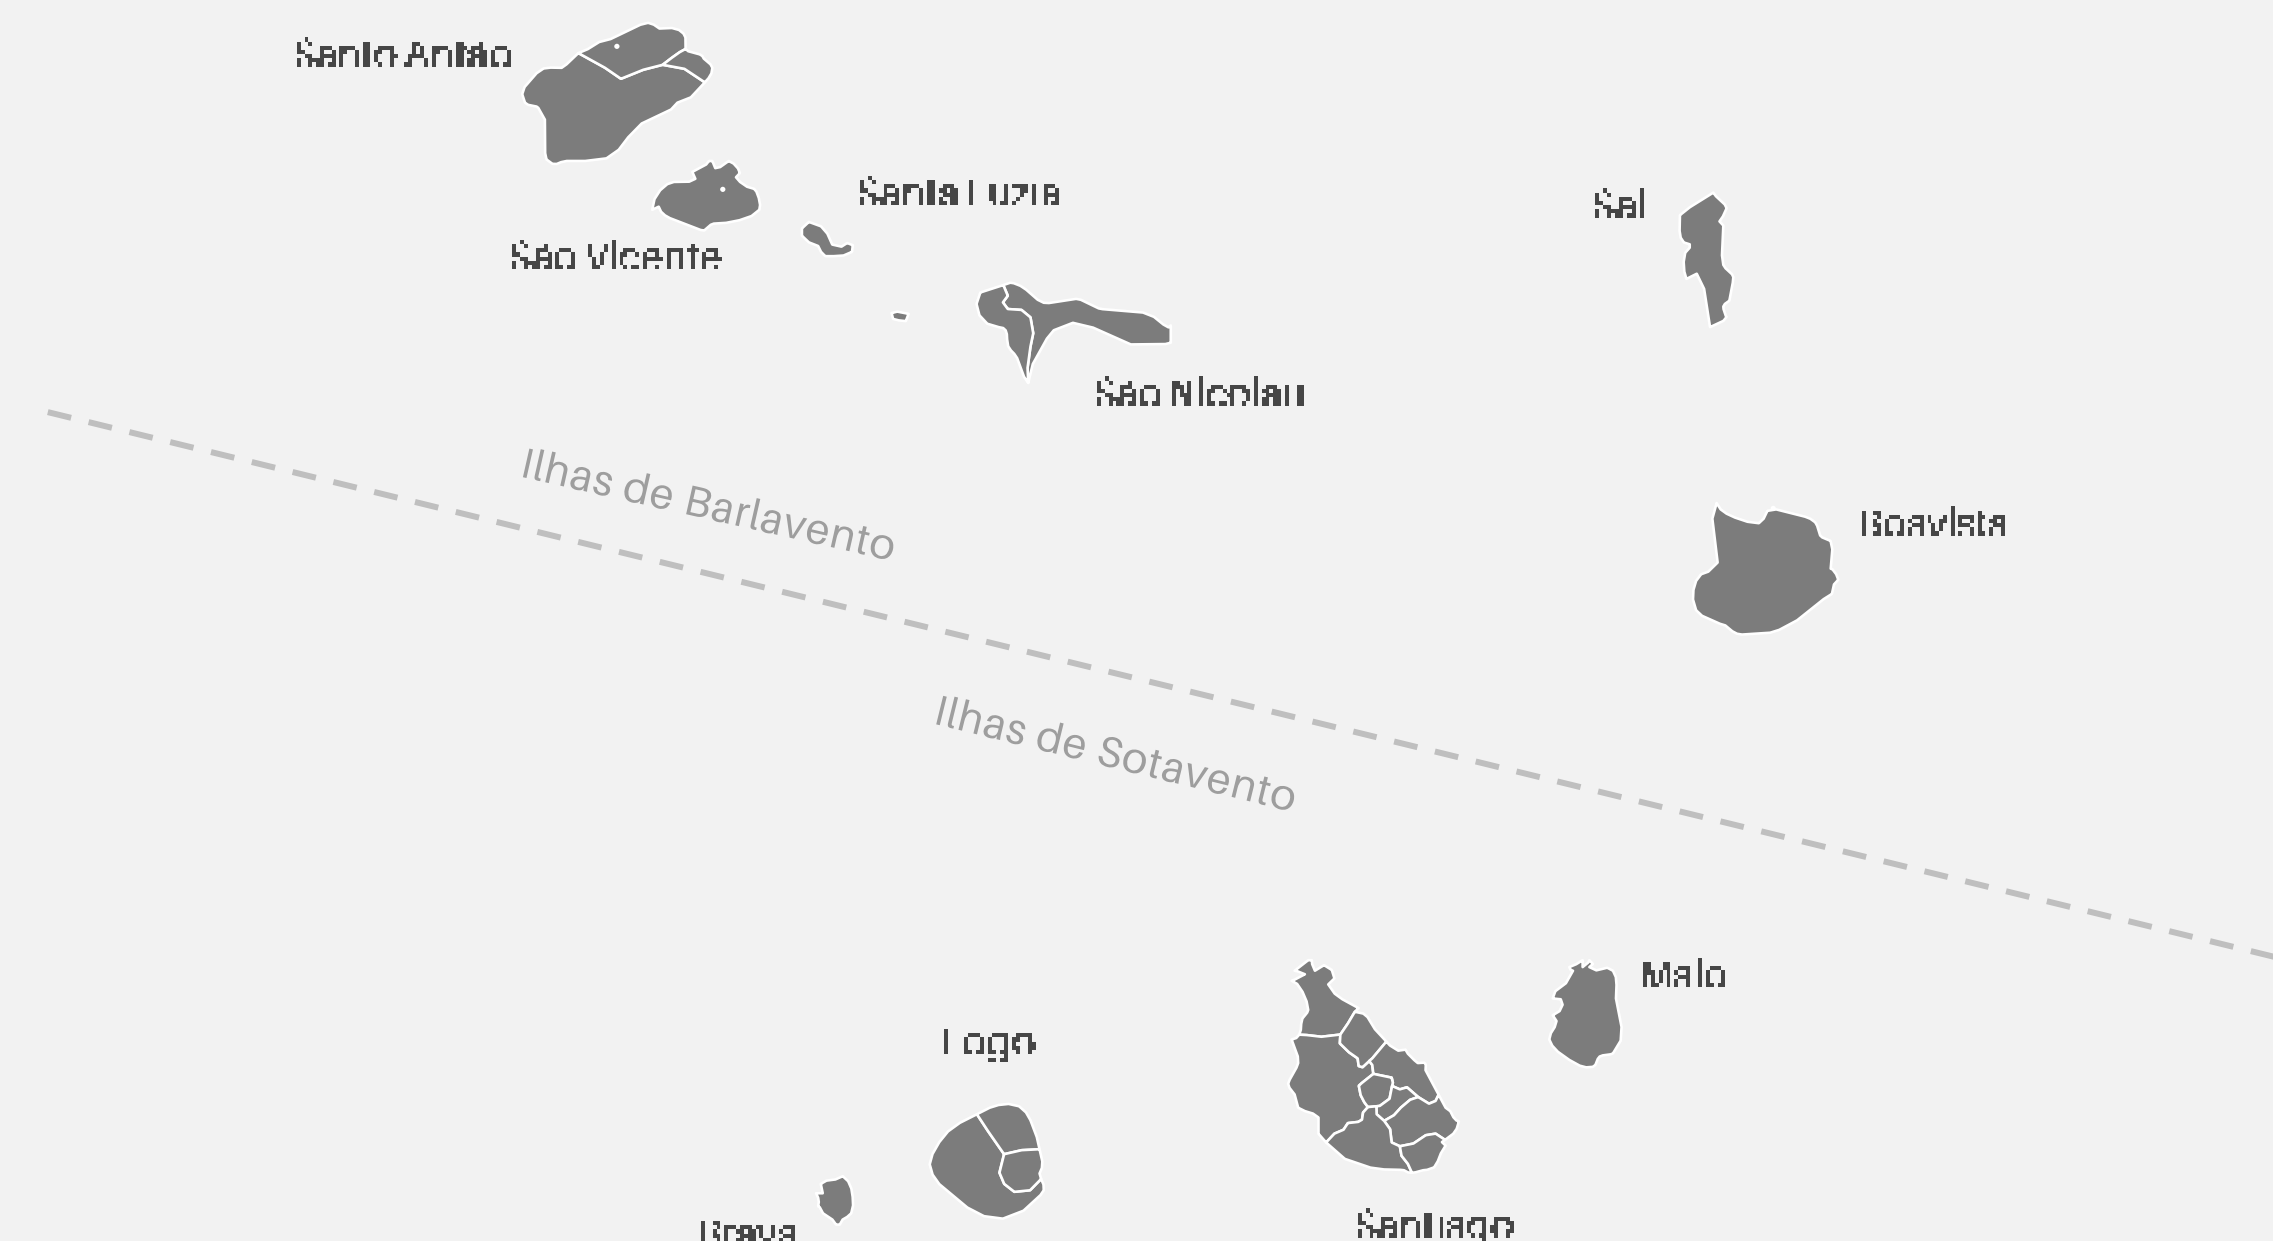 Santo Antão
Santa Luzia
Sal
São Vicente
São Nicolau
Ilhas de Barlavento
Boavista
Ilhas de Sotavento
Maio
Fogo
Santiago
Brava